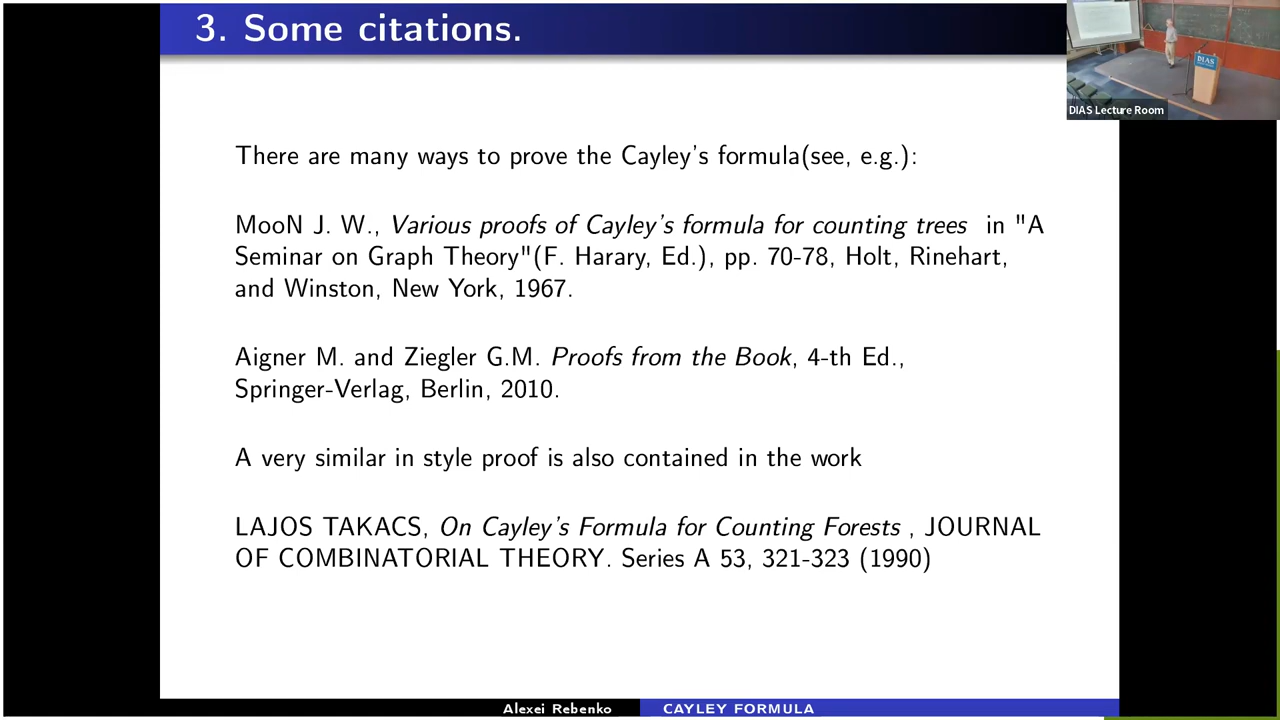 3. Some citations.
DIAS
DIAS Lecture Room
There are many ways to prove the Cayley's formula(see, e.g.):
MooN J. W., Various proofs of Cayley's formula for counting trees in "A
Seminar on Graph Theory"(F. Harary, Ed.), pp. 70-78, Holt, Rinehart,
and Winston, New York, 1967.
Aigner M. and Ziegler G.M. Proofs from the Book, 4-th Ed.,
Springer-Verlag, Berlin, 2010.
A very similar in style proof is also contained in the work
LAJOS TAKACS, On Cayley's Formula for Counting Forests , JOURNAL
OF COMBINATORIAL THEORY. Series A 53, 321-323 (1990)
Alexei Rebenko
CAYLEY FORMULA